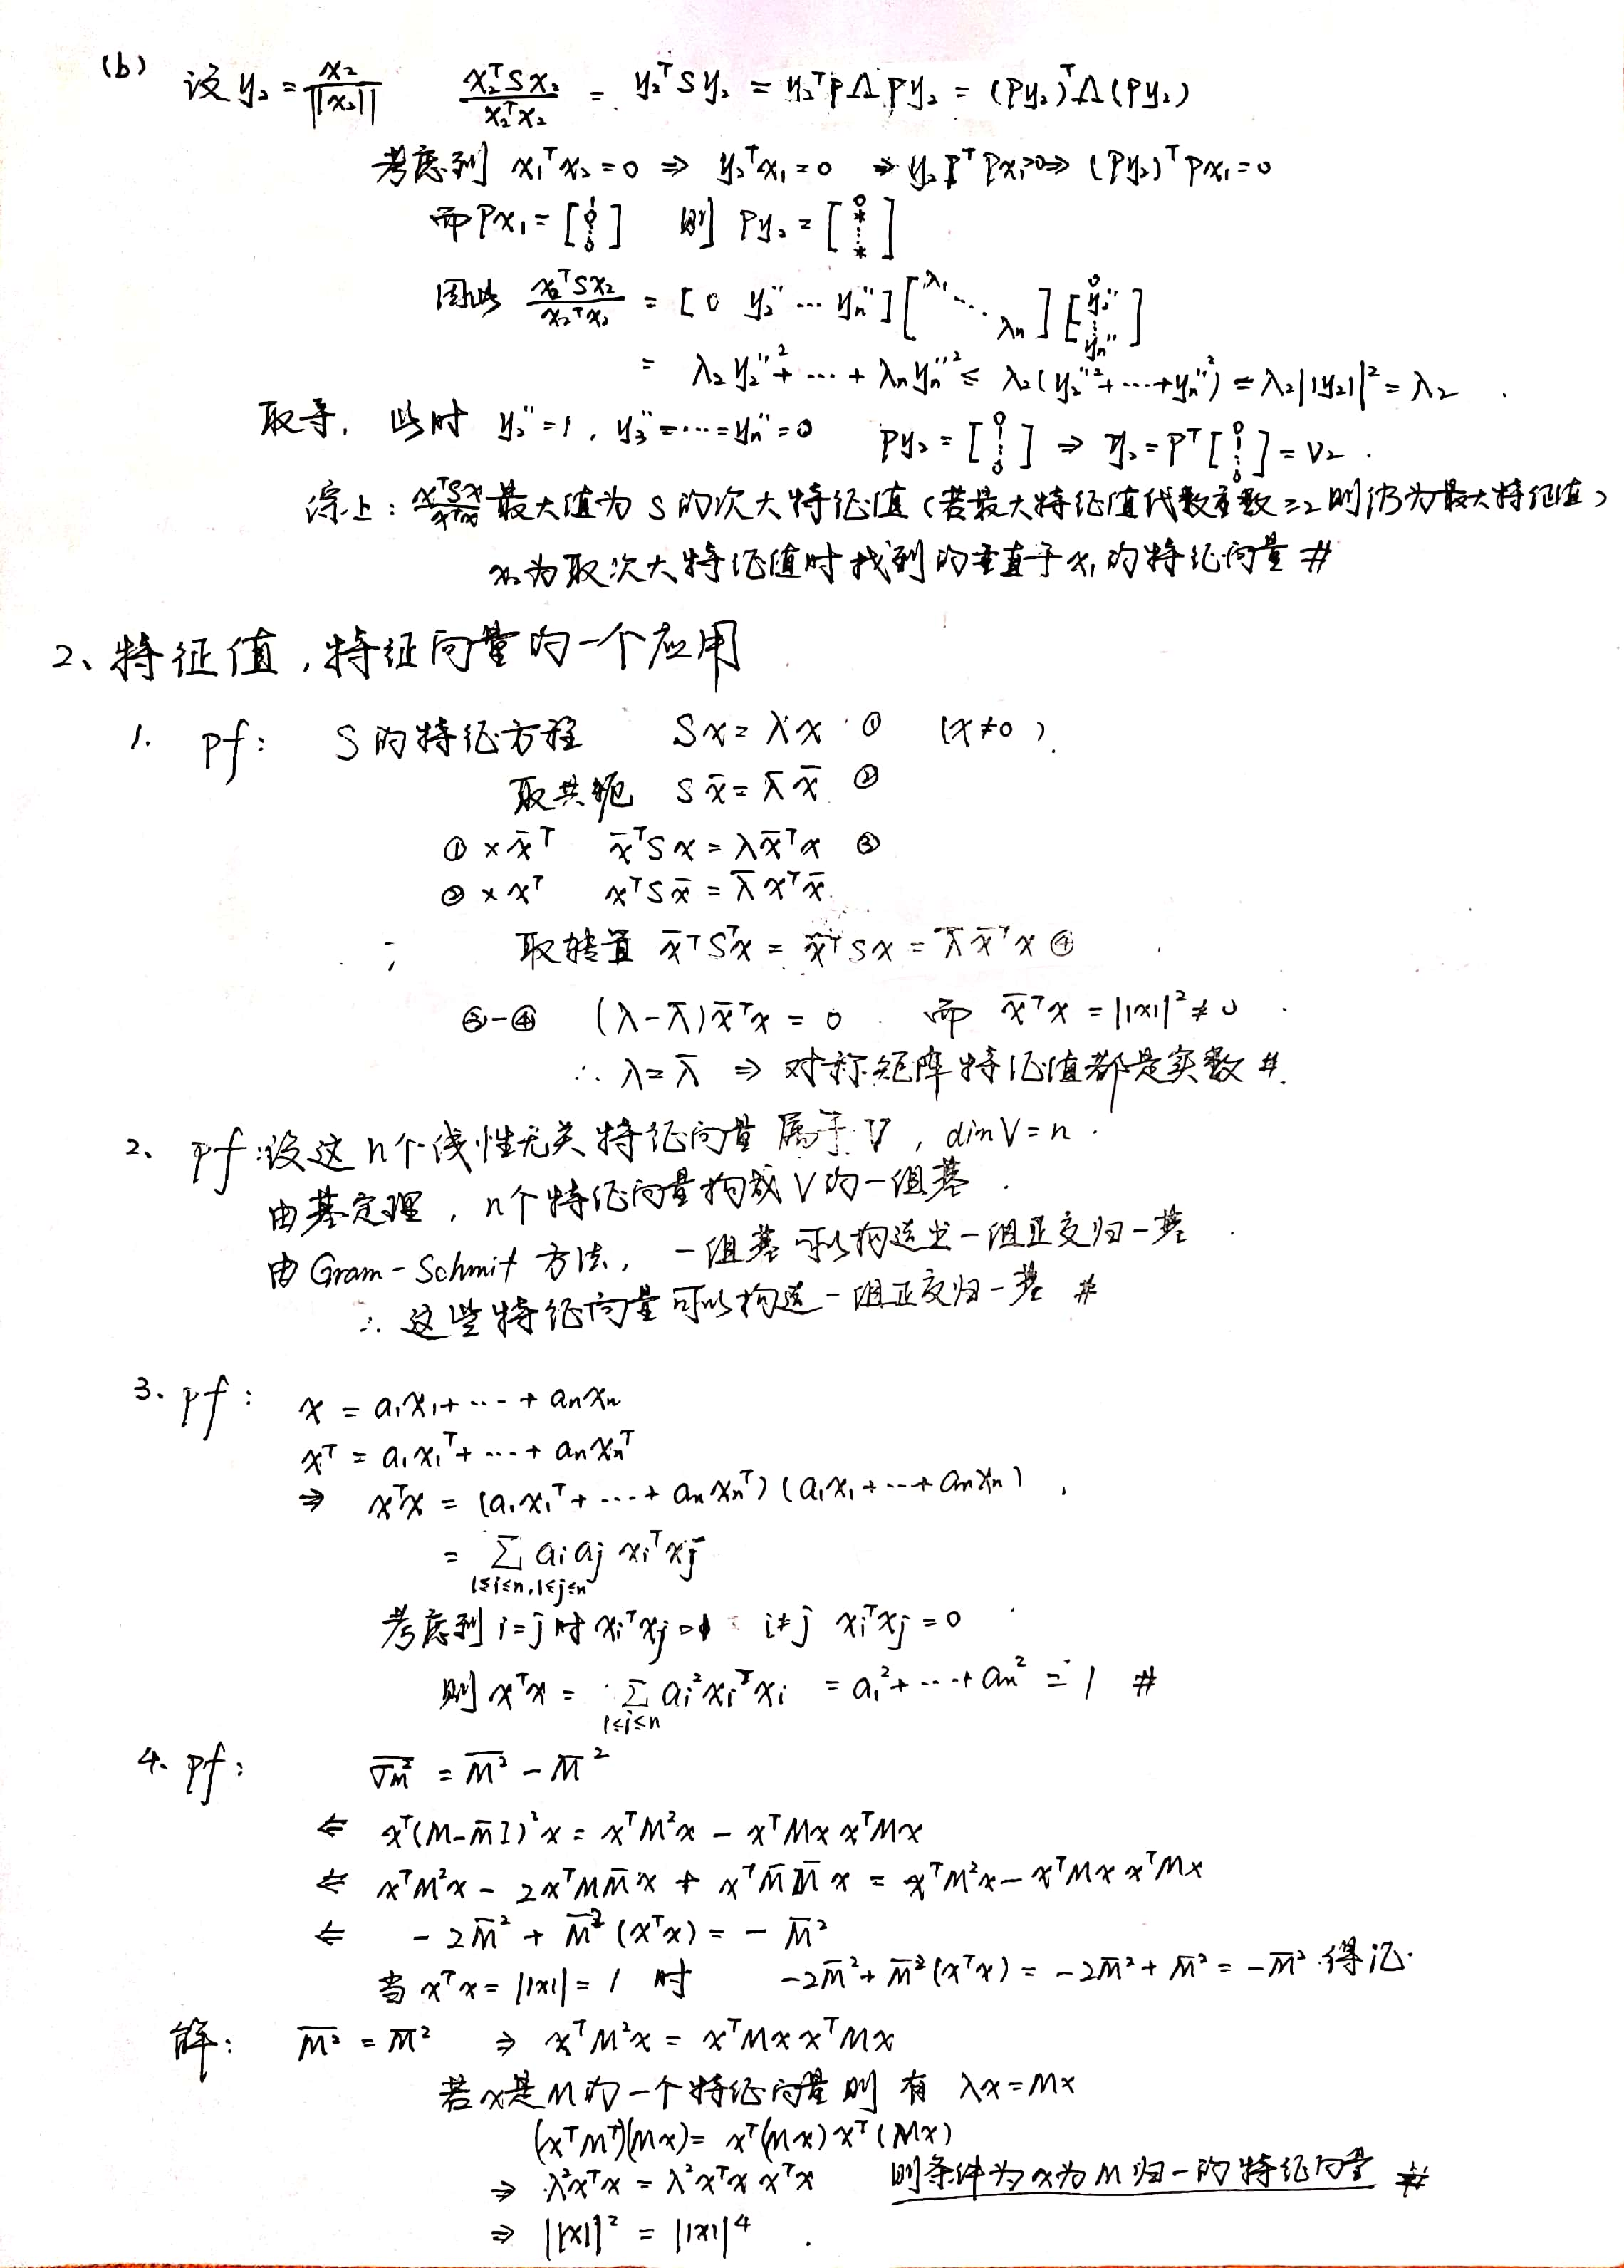 (b) 设 y₂ = x₂/||x₂||  x₂ᵀSx₂/x₂ᵀx₂ = y₂ᵀSy₂ = y₂ᵀPΛPy₂ = (Py₂)ᵀΛ(Py₂)
考虑到 x₁ᵀx₂=0 ⇒ y₂ᵀx₁=0 ⇒ y₂PᵀPx₁=0 ⇒ (Py₂)ᵀPx₁=0
而 Px₁ = [1 0 ⋮ 0] 则 Py₂ = [0 * ⋮ *]
因此 x₂ᵀSx₂/x₂ᵀx₂ = [0 y₂'' … yₙ''] [λ₁ ⋱ λₙ] [0 y₂'' ⋮ yₙ'']
= λ₂y₂''² + … + λₙyₙ''² ≤ λ₂(y₂''² + … + yₙ''²) = λ₂||y₂||² = λ₂ .
取等, 此时 y₂''=1, y₃''=…=yₙ''=0  Py₂ = [0 1 ⋮ 0] ⇒ y₂ = Pᵀ[0 1 ⋮ 0] = v₂ .
综上: xᵀSx/xᵀx 最大值为 S 的次大特征值 (若最大特征值代数重数≥2 则仍为最大特征值)
x₂为取次大特征值时找到的垂直于 x₁ 的特征向量 #
2、特征值,特征向量的一个应用
1. pf: S 的特征方程 Sx = λx ① (x≠0).
取共轭 Sx̄ = λ̄x̄ ②
①×x̄ᵀ  x̄ᵀSx = λx̄ᵀx ③
②×xᵀ  xᵀSx̄ = λ̄xᵀx̄
取转置 x̄ᵀSᵀx = x̄ᵀSx = λ̄x̄ᵀx ④
③-④ (λ-λ̄)x̄ᵀx = 0 而 x̄ᵀx = ||x||² ≠ 0 .
∴ λ=λ̄ ⇒ 对称矩阵特征值都是实数 #.
2、pf: 设这 n个线性无关特征向量属于 V, dim V = n .
由基定理, n个特征向量构成 V 的一组基 .
由 Gram-Schmit 方法, 一组基可以构造出一组正交归一基 .
∴ 这些特征向量可以构造一组正交归一基 #
3. pf: x = a₁x₁ + … + aₙxₙ
xᵀ = a₁x₁ᵀ + … + aₙxₙᵀ
⇒ xᵀx = (a₁x₁ᵀ + … + aₙxₙᵀ)(a₁x₁ + … + aₙxₙ),
= Σ aᵢaⱼ xᵢᵀxⱼ
1≤i≤n, 1≤j≤n
考虑到 i=j 时 xᵢᵀxⱼ=1 i≠j xᵢᵀxⱼ=0
则 xᵀx = Σ aᵢ²xᵢᵀxᵢ = a₁² + … + aₙ² = 1 #
1≤i≤n
4. pf: σ̅ₘ̅²̅ = M̅²̅ - M̄²
⇐ xᵀ(M-M̄I)²x = xᵀM²x - xᵀMx xᵀMx
⇐ xᵀM²x - 2xᵀMM̄x + xᵀM̄M̄x = xᵀM²x - xᵀMx xᵀMx
⇐ -2M̄² + M̄²(xᵀx) = -M̄²
当 xᵀx = ||x|| = 1 时 -2M̄² + M̄²(xᵀx) = -2M̄² + M̄² = -M̄² 得证.
解: M̅²̅ = M̄² ⇒ xᵀM²x = xᵀMx xᵀMx
若x是 M 的一个特征向量则有 λx = Mx
(xᵀMᵀ)(Mx) = xᵀ(Mx)xᵀ(Mx)
⇒ λ²xᵀx = λ²xᵀx xᵀx 则条件为 x 为 M 归一的特征向量 #
⇒ ||x||² = ||x||⁴ .